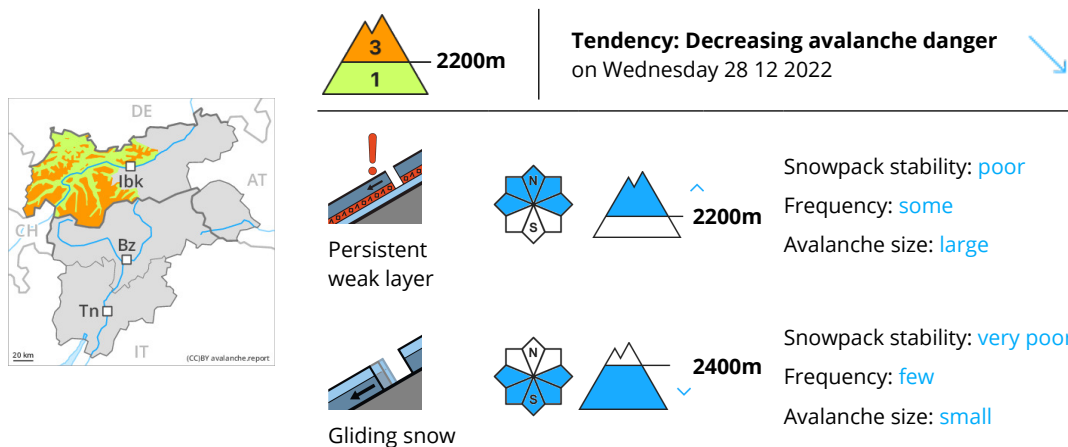 3
1
2200m
Tendency: Decreasing avalanche danger
on Wednesday 28 12 2022
DE
AT
CH
IT
Ibk
Bz
Tn
20 km
(CC)BY avalanche.report
Persistent
weak layer
N
S
2200m
Snowpack stability: poor
Frequency: some
Avalanche size: large
Gliding snow
N
S
2400m
Snowpack stability: very poor
Frequency: few
Avalanche size: small